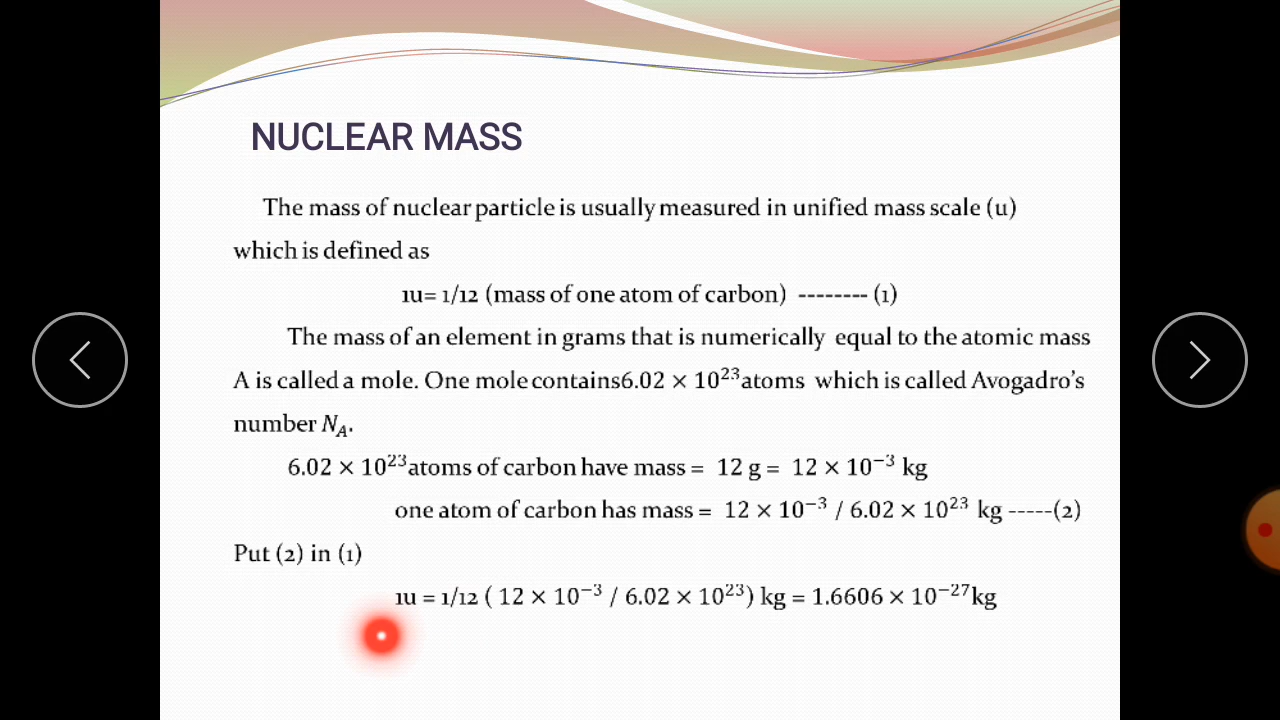 NUCLEAR MASS
The mass of nuclear particle is usually measured in unified mass scale (u)
which is defined as
1u= 1/12 (mass of one atom of carbon) -------- (1)
The mass of an element in grams that is numerically equal to the atomic mass
A is called a mole. One mole contains6.02 × 10²³atoms which is called Avogadro's
number N_A.
6.02 × 10²³atoms of carbon have mass = 12 g = 12 × 10⁻³ kg
one atom of carbon has mass = 12 × 10⁻³ / 6.02 × 10²³ kg -----(2)
Put (2) in (1)
1u = 1/12 ( 12 × 10⁻³ / 6.02 × 10²³) kg = 1.6606 × 10⁻²⁷kg